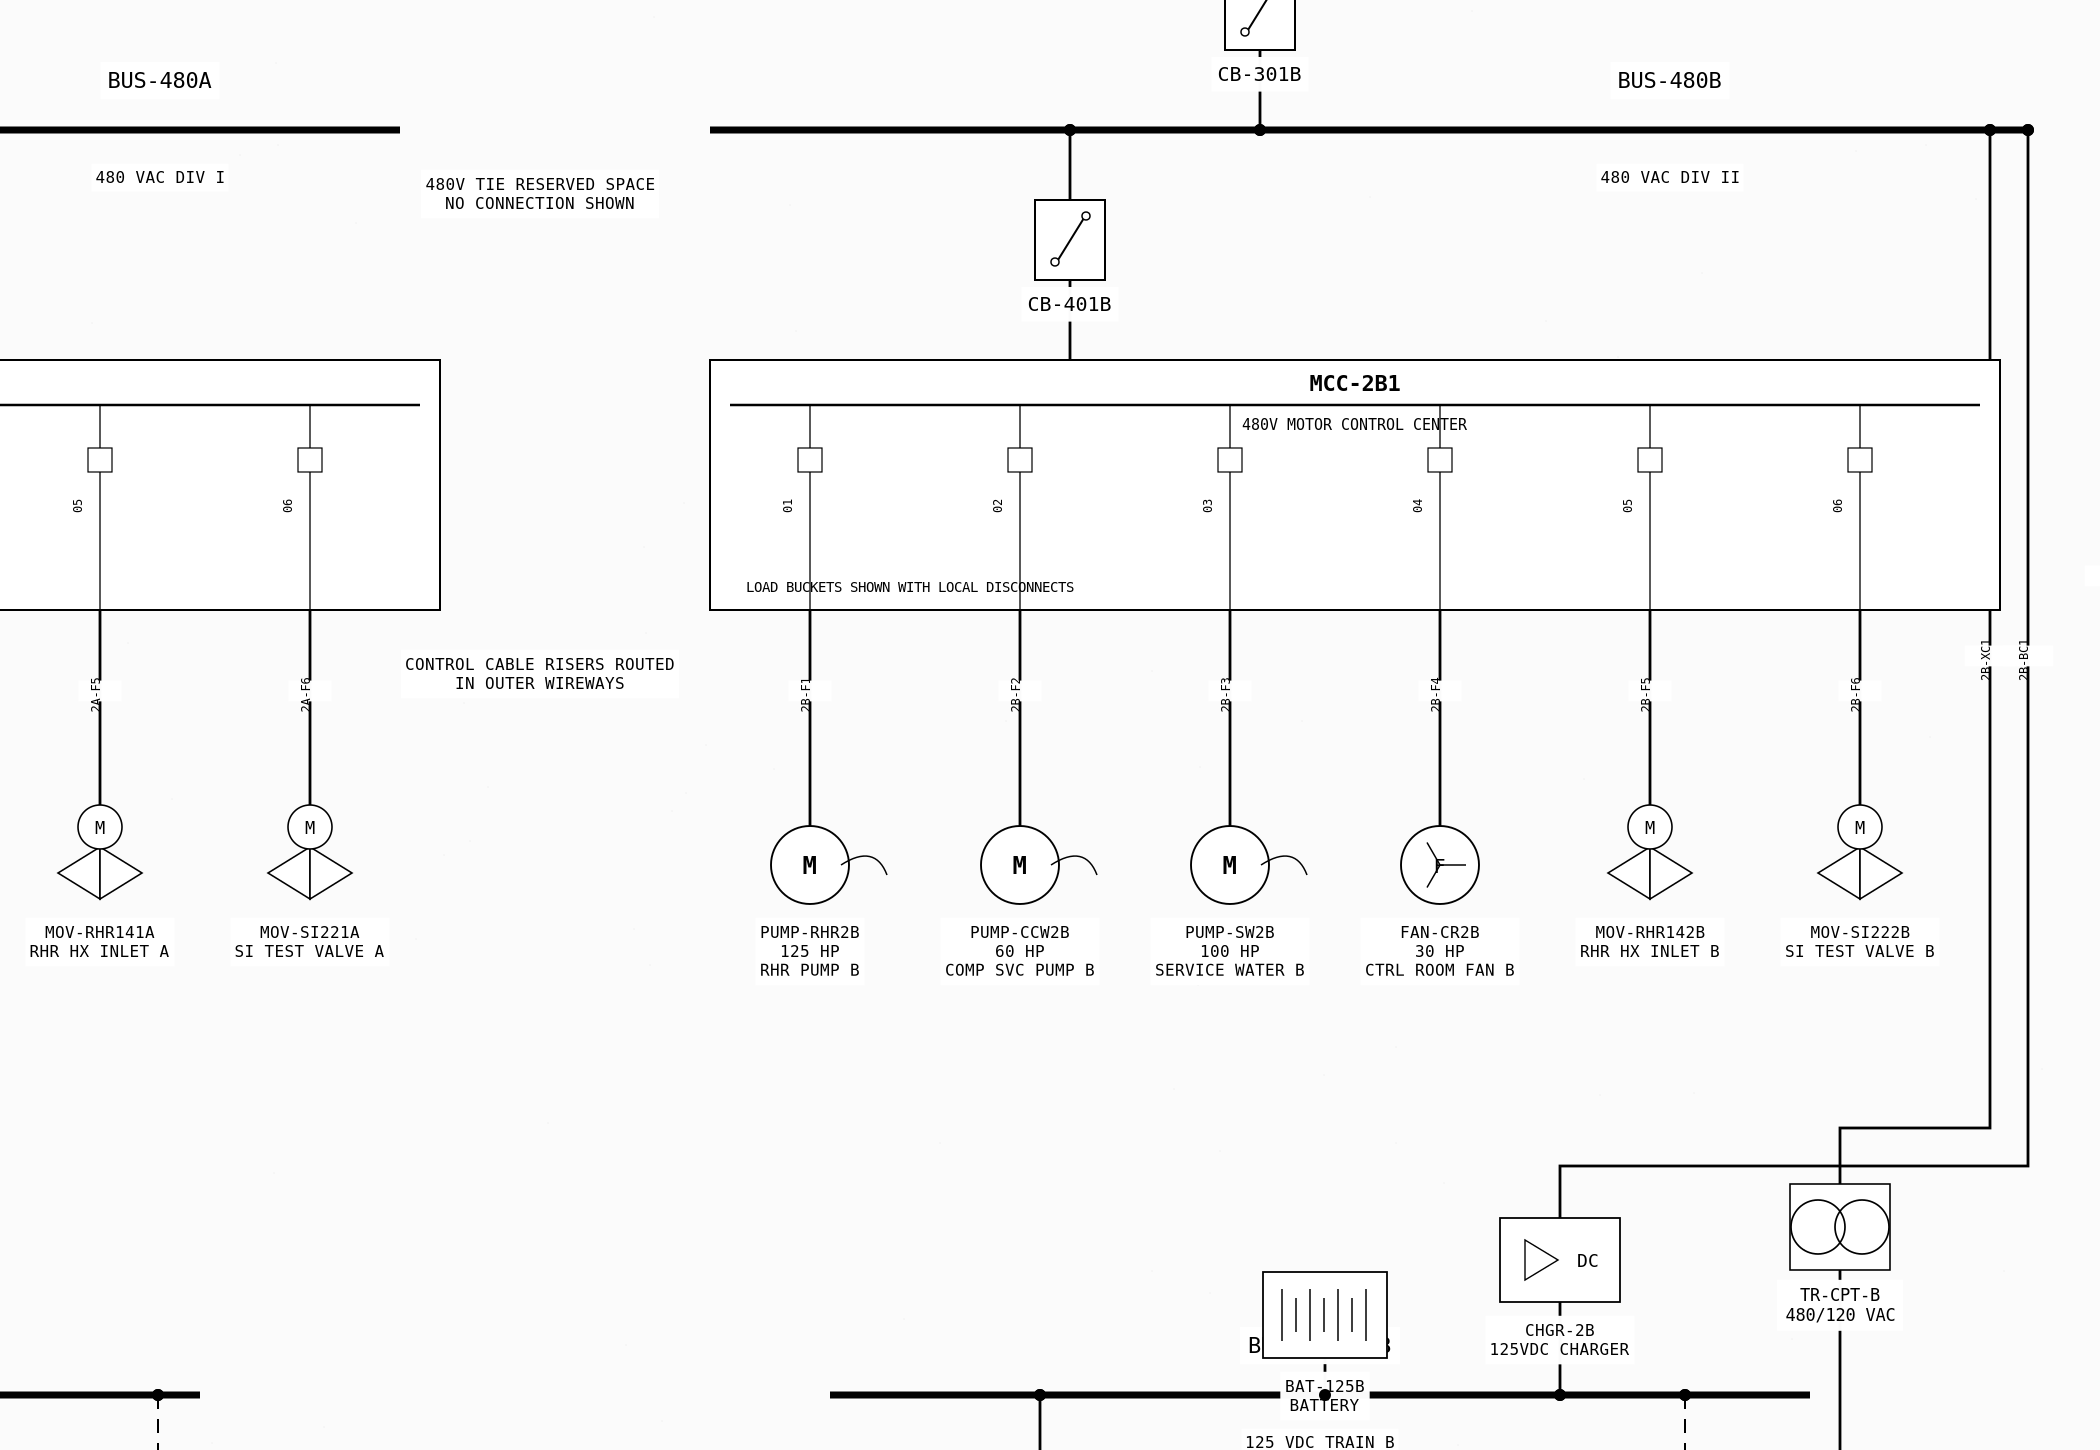 CB-301B
BUS-480A
BUS-480B
480 VAC DIV I
480V TIE RESERVED SPACE
NO CONNECTION SHOWN
480 VAC DIV II
CB-401B
MCC-2B1
480V MOTOR CONTROL CENTER
05
06
01
02
03
04
05
06
LOAD BUCKETS SHOWN WITH LOCAL DISCONNECTS
CONTROL CABLE RISERS ROUTED
IN OUTER WIREWAYS
2A-F5
2A-F6
2B-F1
2B-F2
2B-F3
2B-F4
2B-F5
2B-F6
2B-XC1
2B-BC1
M
M
M
M
M
F
M
M
MOV-RHR141A
RHR HX INLET A
MOV-SI221A
SI TEST VALVE A
PUMP-RHR2B
125 HP
RHR PUMP B
PUMP-CCW2B
60 HP
COMP SVC PUMP B
PUMP-SW2B
100 HP
SERVICE WATER B
FAN-CR2B
30 HP
CTRL ROOM FAN B
MOV-RHR142B
RHR HX INLET B
MOV-SI222B
SI TEST VALVE B
DC
TR-CPT-B
480/120 VAC
CHGR-2B
125VDC CHARGER
BAT-125B
BATTERY
125 VDC TRAIN B